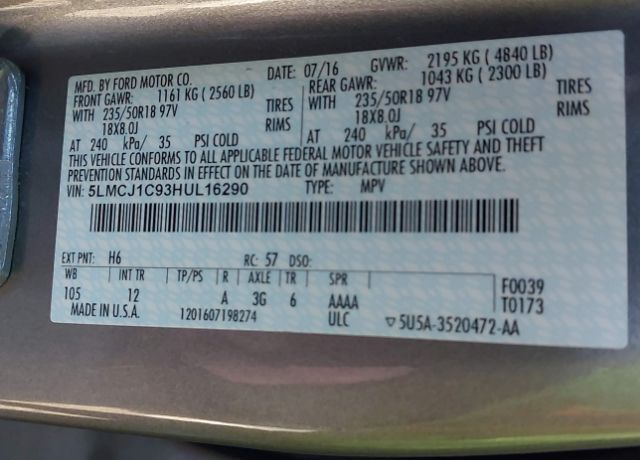 MFD. BY FORD MOTOR CO.
DATE: 07/16 GVWR: 2195 KG ( 4840 LB)
FRONT GAWR: 1161 KG ( 2560 LB) REAR GAWR: 1043 KG ( 2300 LB)
WITH 235/50R18 97V TIRES WITH 235/50R18 97V TIRES
18X8.0J RIMS 18X8.0J RIMS
AT 240 kPa/ 35 PSI COLD AT 240 kPa/ 35 PSI COLD
THIS VEHICLE CONFORMS TO ALL APPLICABLE FEDERAL MOTOR VEHICLE SAFETY AND THEFT
PREVENTION STANDARDS IN EFFECT ON THE DATE OF MANUFACTURE SHOWN ABOVE.
VIN: 5LMCJ1C93HUL16290 TYPE: MPV
EXT PNT: H6 RC: 57 DSO:
WB INT TR TP/PS R AXLE TR SPR F0039
105 12 A 3G 6 AAAA T0173
MADE IN U.S.A. 1201607198274 ULC ▽5U5A-3520472-AA